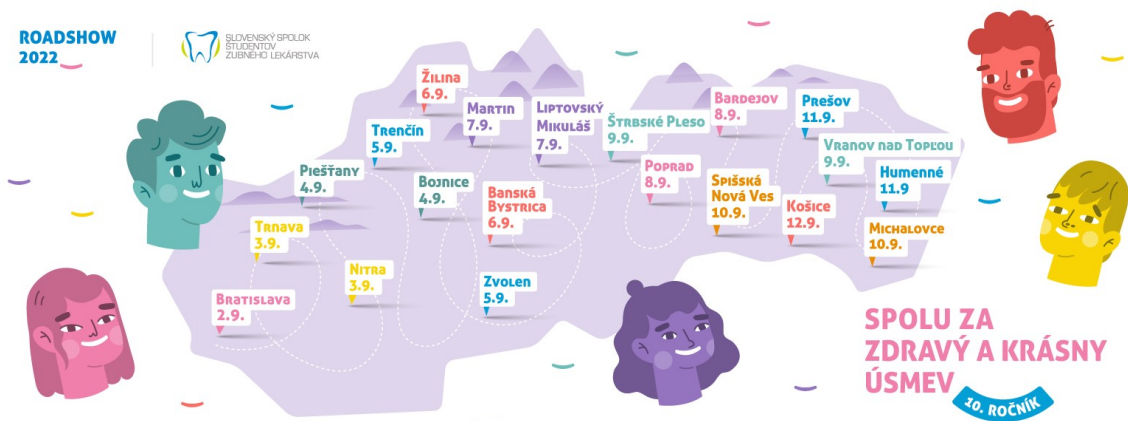 ROADSHOW
2022
SLOVENSKÝ SPOLOK
ŠTUDENTOV
ZUBNÉHO LEKÁRSTVA
Žilina
6.9.
Martin
7.9.
Liptovský
Mikuláš
7.9.
Štrbské Pleso
9.9.
Bardejov
8.9.
Prešov
11.9.
Trenčín
5.9.
Vranov nad Topľou
9.9.
Piešťany
4.9.
Bojnice
4.9.
Banská
Bystrica
6.9.
Poprad
8.9.
Spišská
Nová Ves
10.9.
Humenné
11.9
Košice
12.9.
Michalovce
10.9.
Trnava
3.9.
Nitra
3.9.
Zvolen
5.9.
Bratislava
2.9.
SPOLU ZA
ZDRAVÝ A KRÁSNY
ÚSMEV
10. ROČNÍK